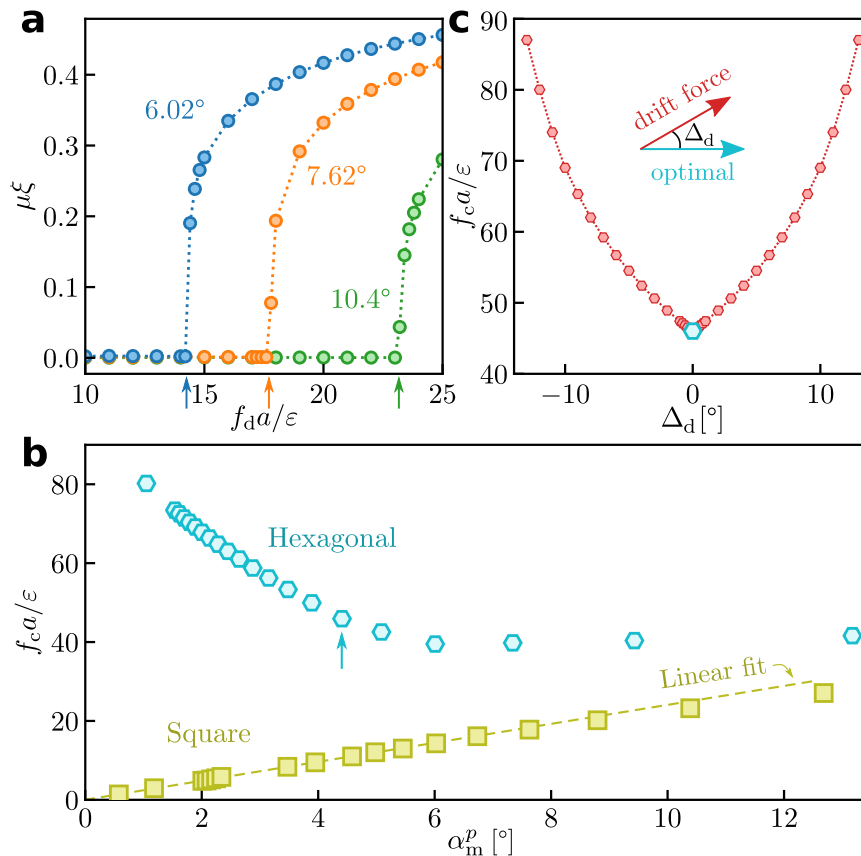 a
μξ
0.4
0.3
0.2
0.1
0.0
6.02°
7.62°
10.4°
10
15
20
25
f_d a/ε
c
f_c a/ε
90
80
70
60
50
40
drift force
Δ_d
optimal
−10
0
10
Δ_d [°]
b
f_c a/ε
80
60
40
20
0
Hexagonal
Linear fit
Square
2
4
6
8
10
12
α_m^p [°]